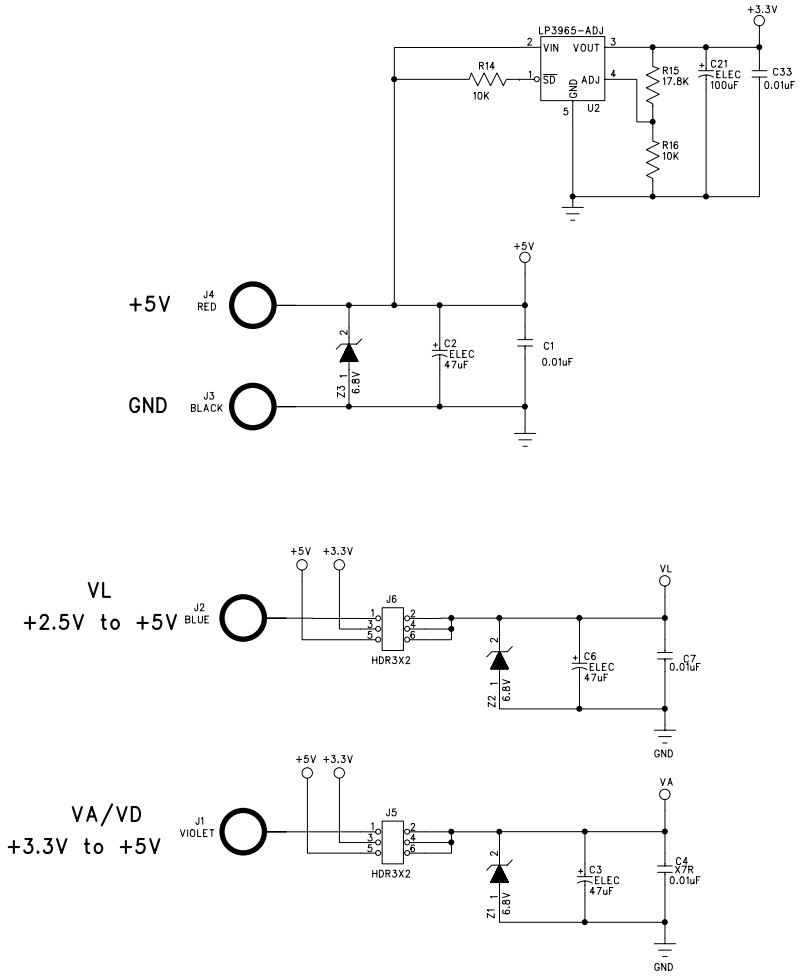 +3.3V
LP3965-ADJ
2 VIN VOUT 3
R14
10K
1 SD ADJ 4
GND
5
U2
R15
17.8K
C21
ELEC
100uF
C33
0.01uF
R16
10K
+5V
+5V
J4
RED
2
Z3 1
6.8V
+
C2
ELEC
47uF
C1
0.01uF
GND
J3
BLACK
VL
+2.5V to +5V
J2
BLUE
+5V
+3.3V
J6
1 2
3 4
5 6
HDR3X2
VL
2
Z2 1
6.8V
+
C6
ELEC
47uF
C7
0.01uF
GND
VA/VD
+3.3V to +5V
J1
VIOLET
+5V
+3.3V
J5
1 2
3 4
5 6
HDR3X2
VA
2
Z1 1
6.8V
+
C3
ELEC
47uF
C4
X7R
0.01uF
GND